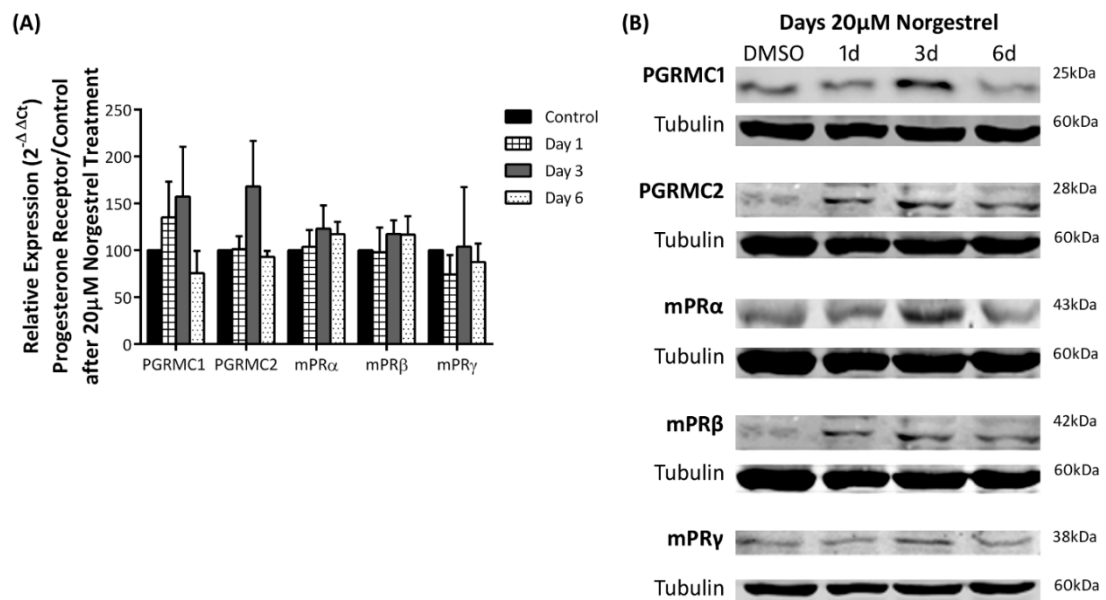 (A)
Relative Expression (2^-ΔΔCt)
Progesterone Receptor/Control
after 20µM Norgestrel Treatment
250
200
150
100
50
0
PGRMC1 PGRMC2 mPRα mPRβ mPRγ
Control
Day 1
Day 3
Day 6
(B)
Days 20µM Norgestrel
DMSO 1d 3d 6d
PGRMC1 25kDa
Tubulin 60kDa
PGRMC2 28kDa
Tubulin 60kDa
mPRα 43kDa
Tubulin 60kDa
mPRβ 42kDa
Tubulin 60kDa
mPRγ 38kDa
Tubulin 60kDa